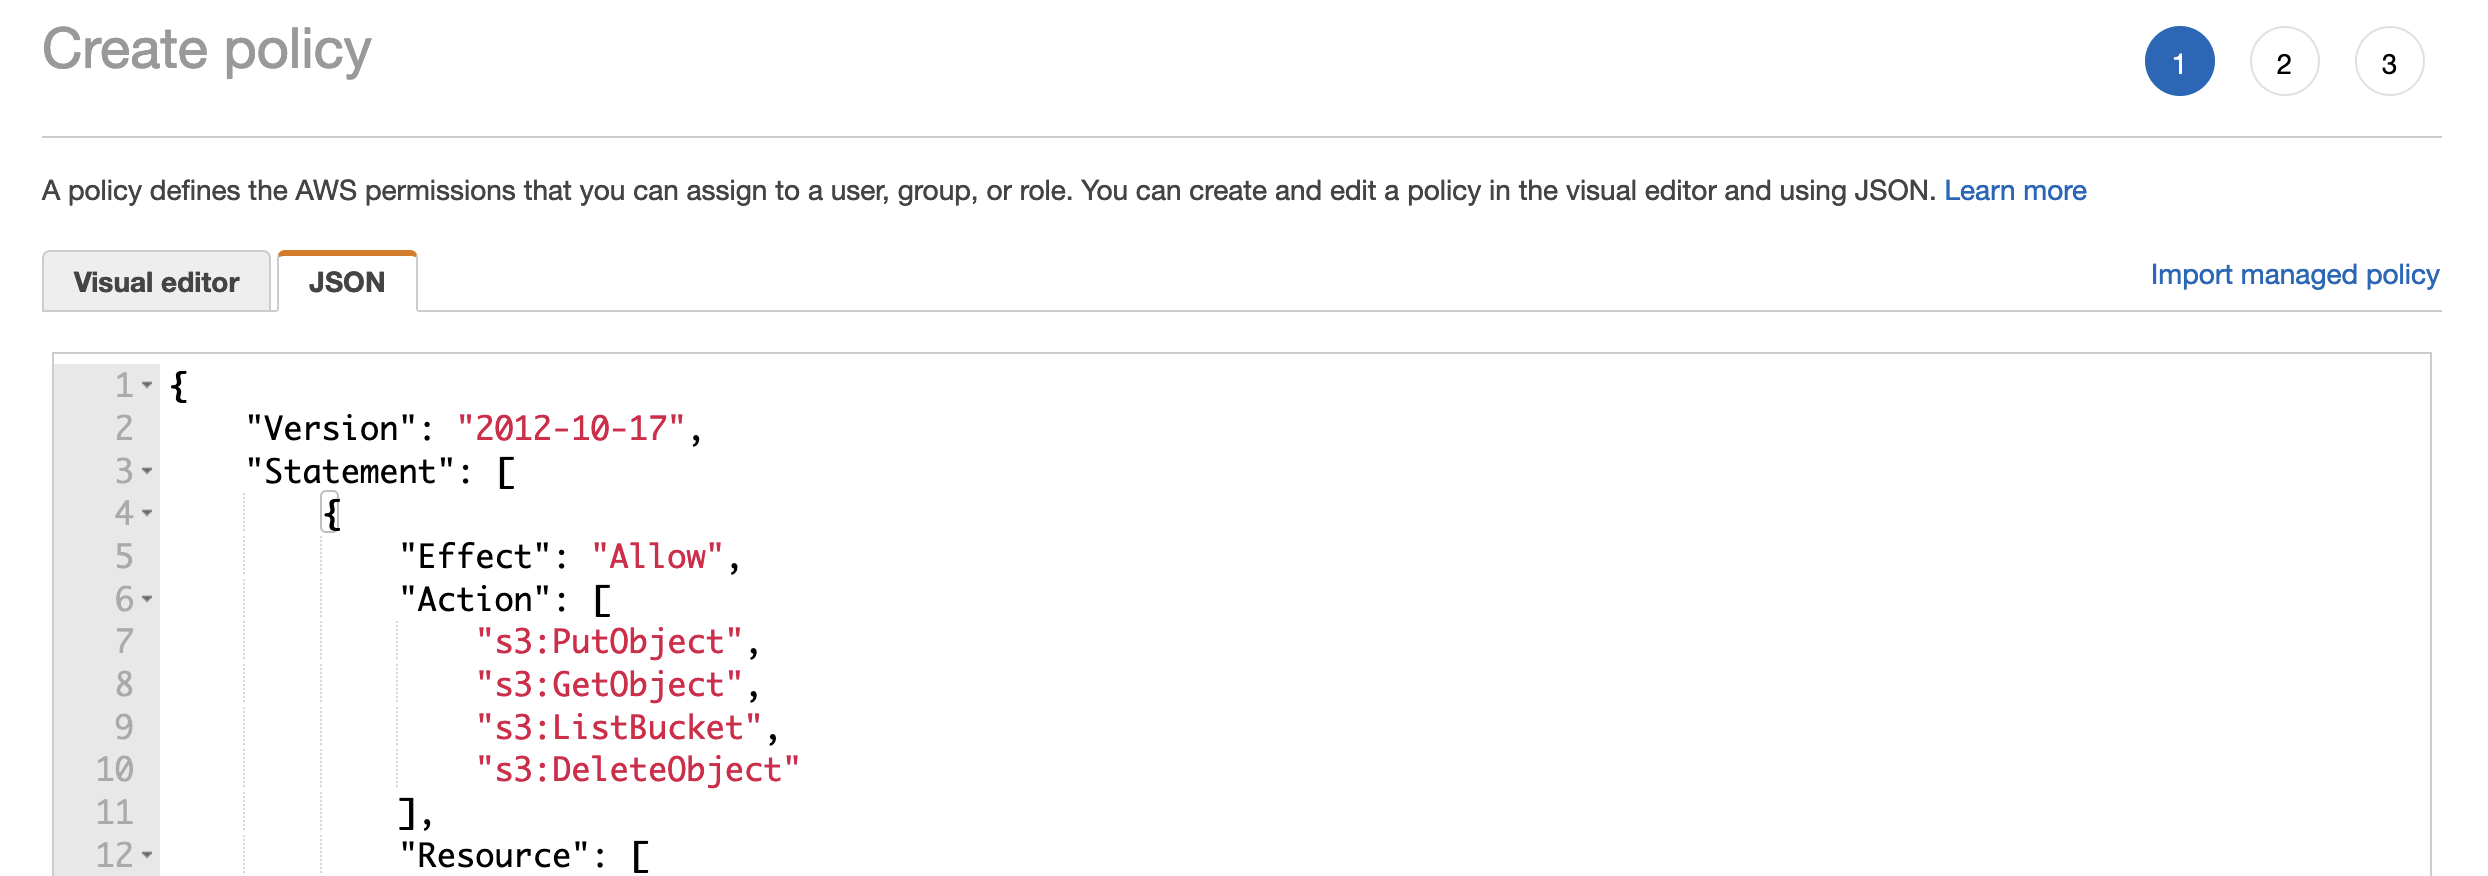 Create policy
1 2 3
A policy defines the AWS permissions that you can assign to a user, group, or role. You can create and edit a policy in the visual editor and using JSON. Learn more
Visual editor JSON Import managed policy
1 {
2     "Version": "2012-10-17",
3     "Statement": [
4         {
5             "Effect": "Allow",
6             "Action": [
7                 "s3:PutObject",
8                 "s3:GetObject",
9                 "s3:ListBucket",
10                 "s3:DeleteObject"
11             ],
12             "Resource": [